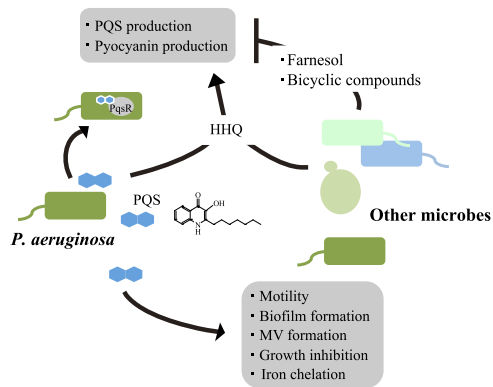 ▪ PQS production
▪ Pyocyanin production
▪ Farnesol
▪ Bicyclic compounds
PqsR
HHQ
PQS
O
OH
N
H
P. aeruginosa
Other microbes
▪ Motility
▪ Biofilm formation
▪ MV formation
▪ Growth inhibition
▪ Iron chelation